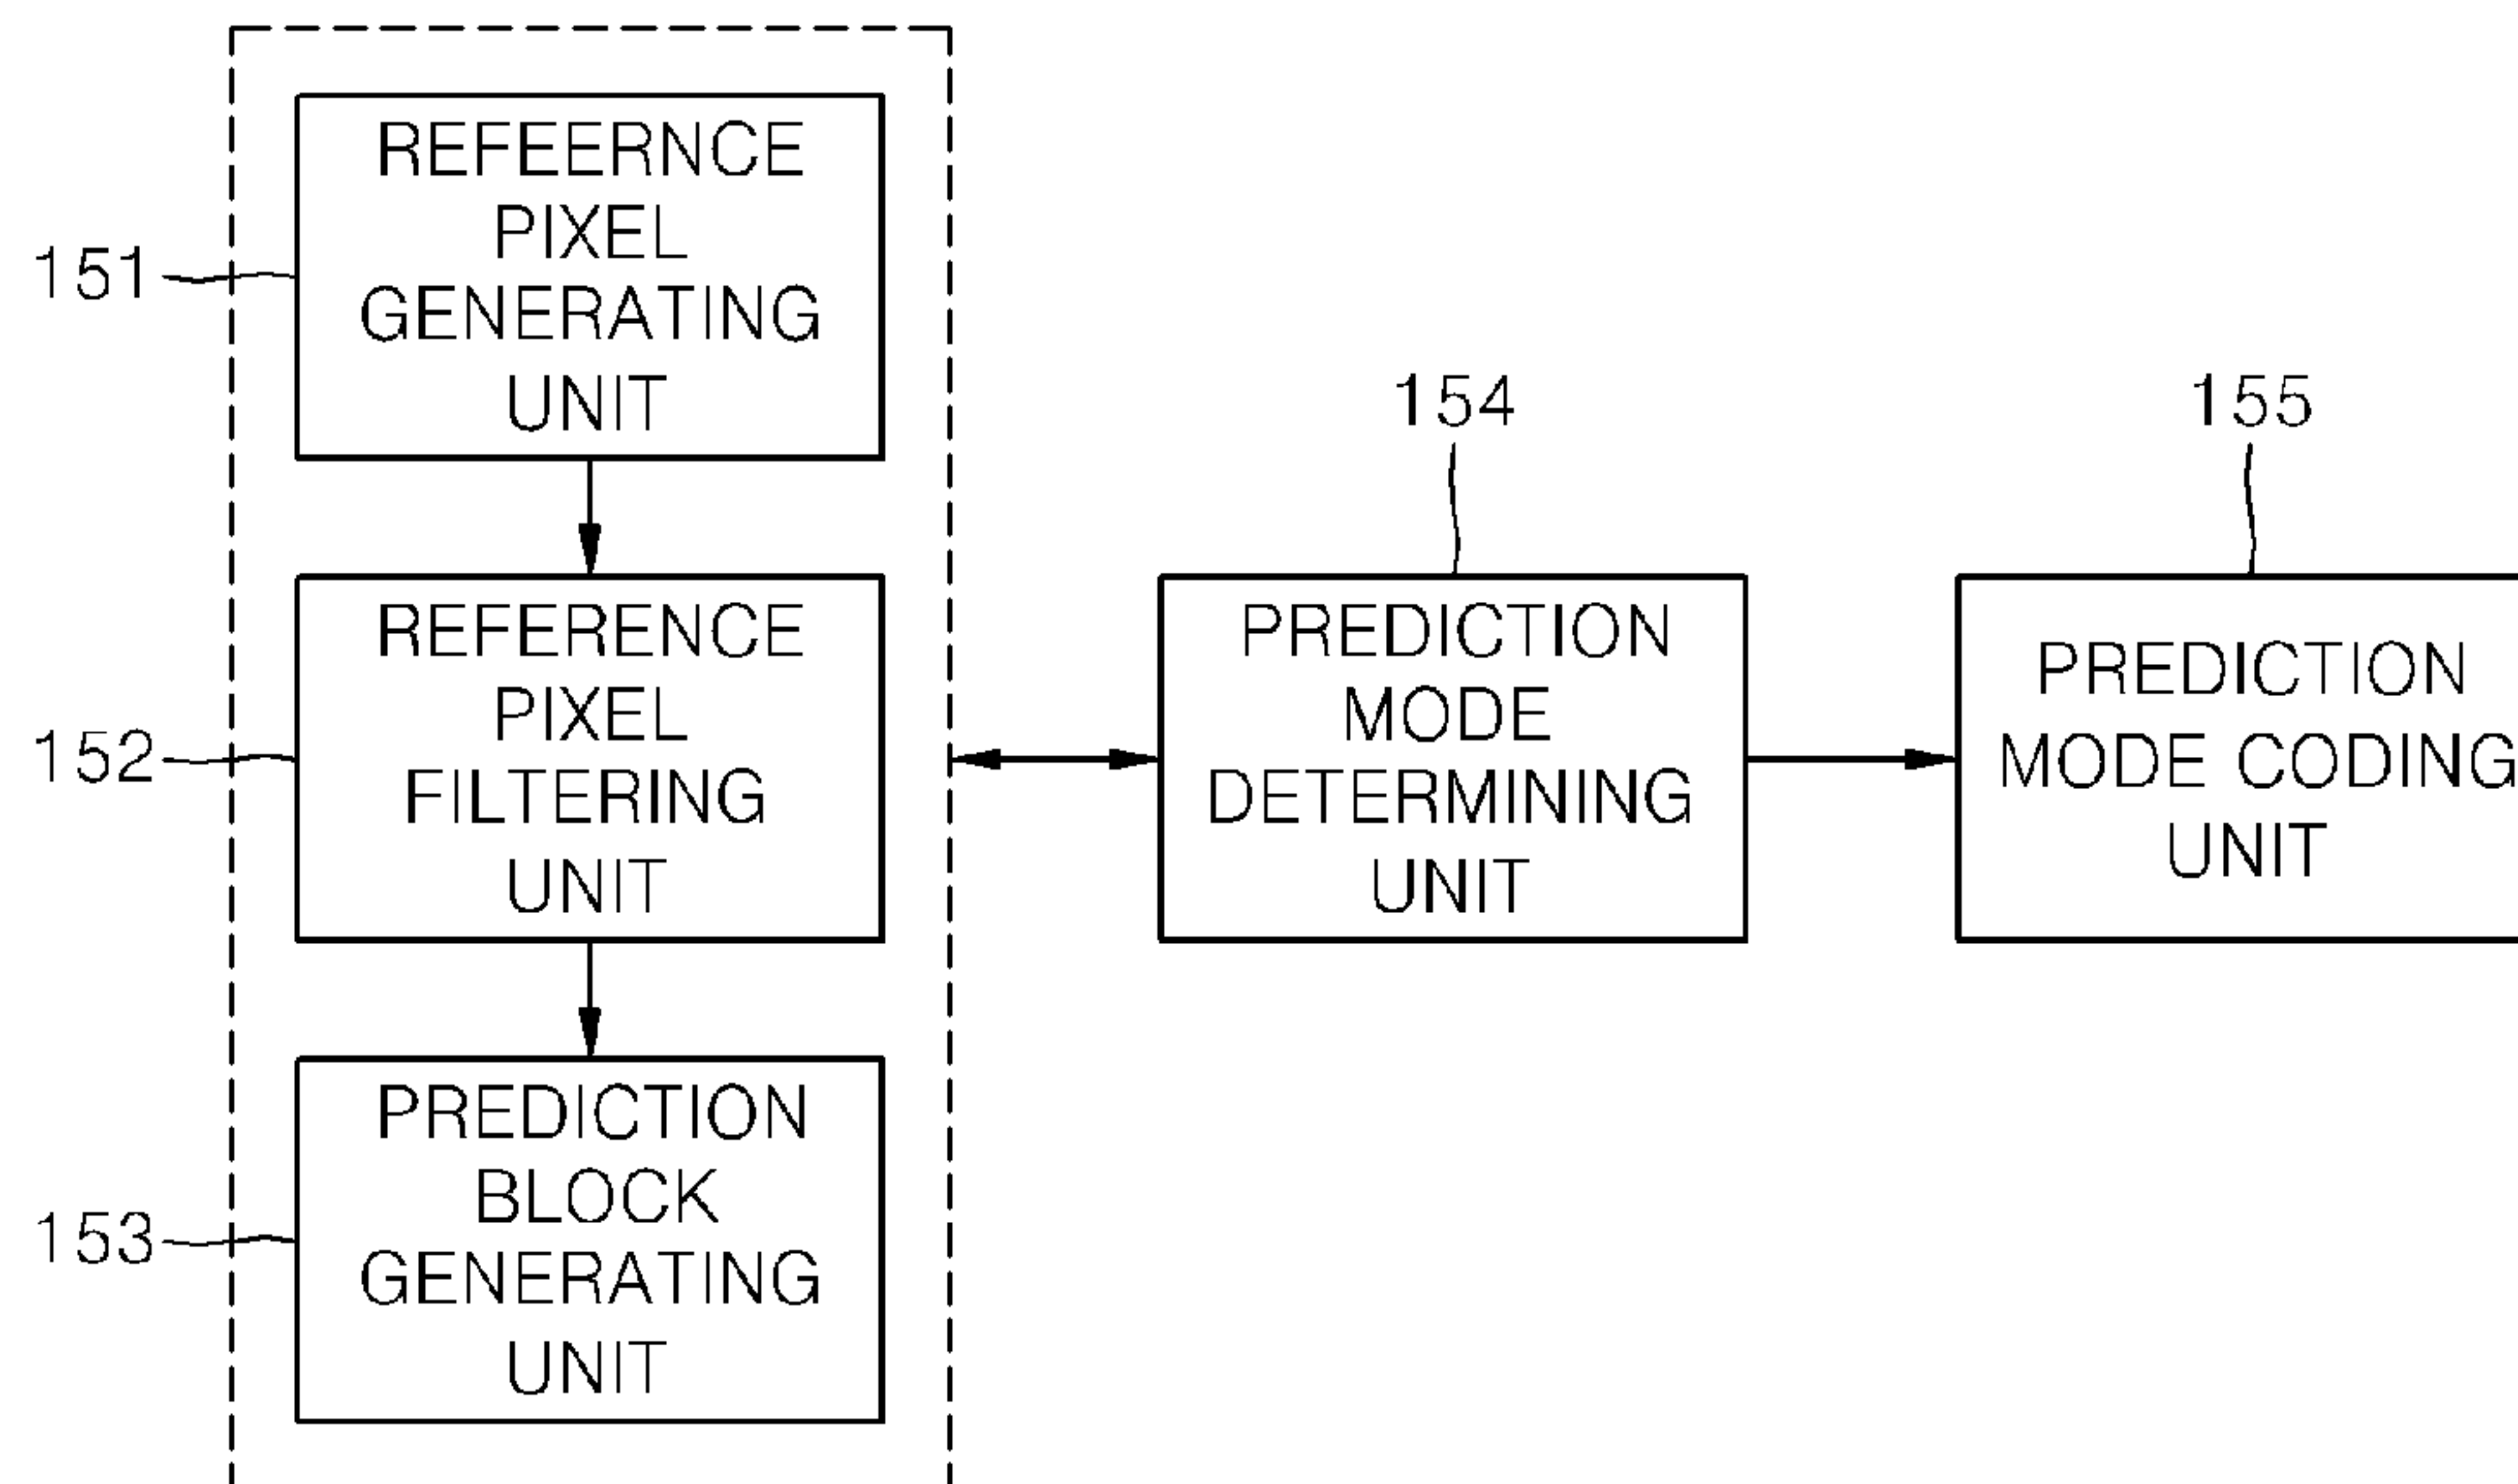 151
REFEERNCE
PIXEL
GENERATING
UNIT
152
REFERENCE
PIXEL
FILTERING
UNIT
153
PREDICTION
BLOCK
GENERATING
UNIT
154
PREDICTION
MODE
DETERMINING
UNIT
155
PREDICTION
MODE CODING
UNIT